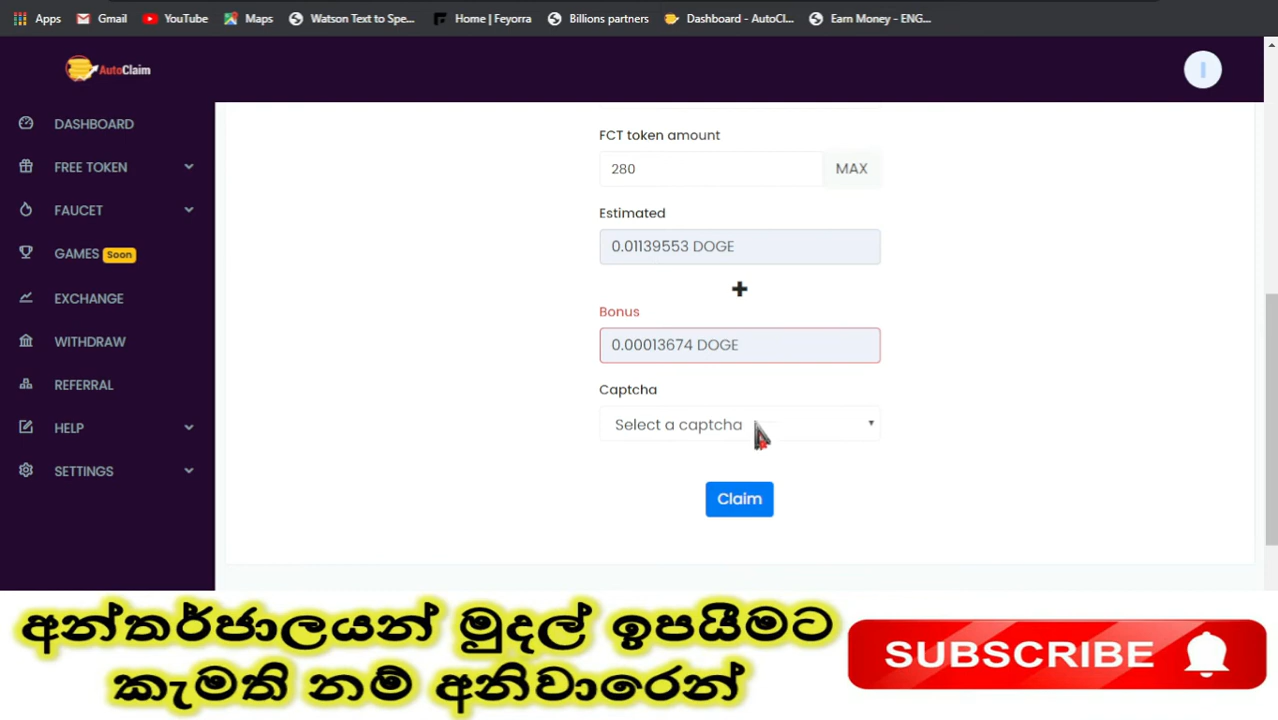 Apps Gmail YouTube Maps Watson Text to Spe... Home | Feyorra Billions partners Dashboard - AutoCl... Earn Money - ENG...
AutoClaim
I
DASHBOARD
FREE TOKEN
FAUCET
GAMES Soon
EXCHANGE
WITHDRAW
REFERRAL
HELP
SETTINGS
FCT token amount
280 MAX
Estimated
0.01139553 DOGE
+
Bonus
0.00013674 DOGE
Captcha
Select a captcha
Claim
අන්තර්ජාලයන් මුදල් ඉපයීමට
කැමති නම් අනිවාරෙන්
SUBSCRIBE